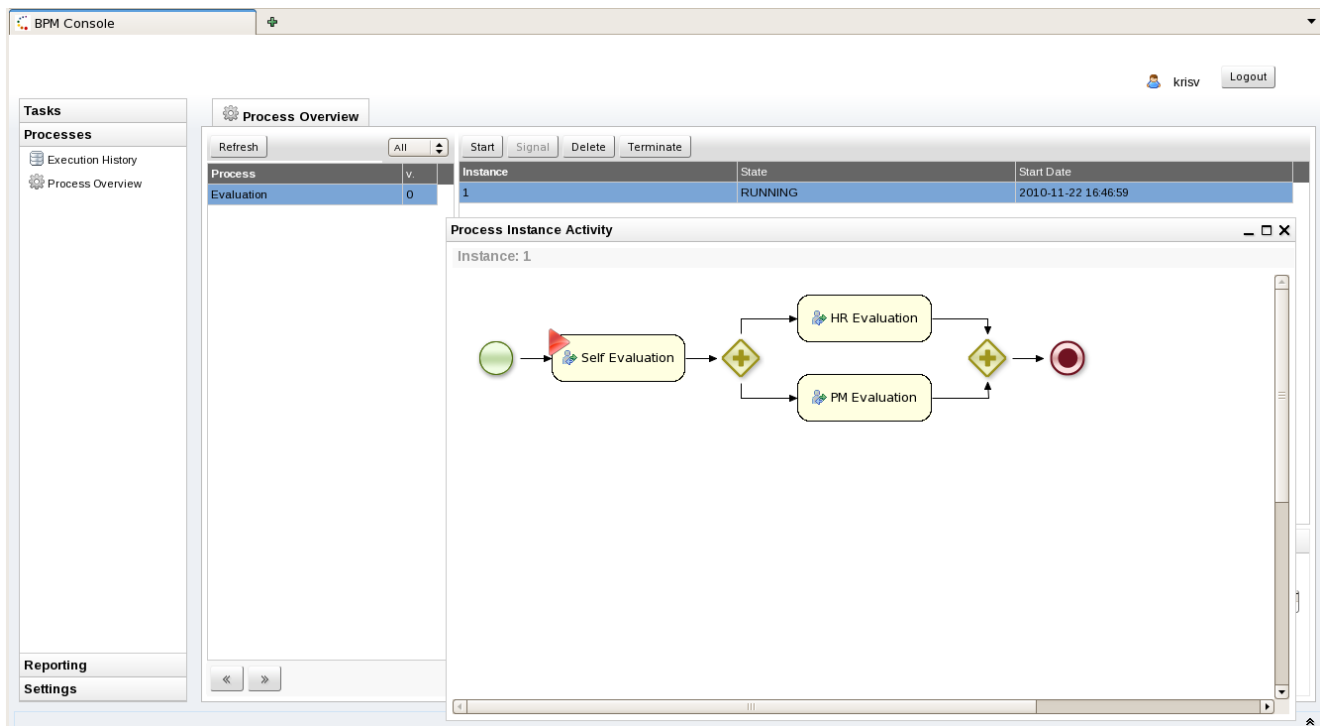 BPM Console
krisv Logout
Tasks
Processes
Execution History
Process Overview
Reporting
Settings
Process Overview
Refresh All
Process v.
Evaluation 0
Start Signal Delete Terminate
Instance State Start Date
1 RUNNING 2010-11-22 16:46:59
Process Instance Activity
Instance: 1
Self Evaluation
HR Evaluation
PM Evaluation